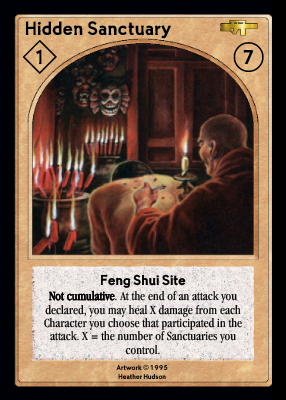 Hidden Sanctuary
1
7
Feng Shui Site
Not cumulative. At the end of an attack you
declared, you may heal X damage from each
Character you choose that participated in the
attack. X = the number of Sanctuaries you
control.
Artwork © 1995
Heather Hudson